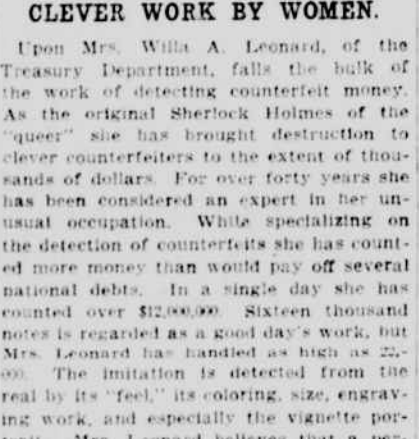 CLEVER WORK BY WOMEN.
Upon Mrs. Willa A. Leonard, of the
Treasury Department, falls the bulk of
the work of detecting counterfeit money.
As the original Sherlock Holmes of the
"queer" she has brought destruction to
clever counterfeiters to the extent of thou-
sands of dollars. For over forty years she
has been considered an expert in her un-
usual occupation. While specializing on
the detection of counterfeits she has count-
ed more money than would pay off several
national debts. In a single day she has
counted over $12,000,000. Sixteen thousand
notes is regarded as a good day's work, but
Mrs. Leonard has handled as high as 22,-
000. The imitation is detected from the
real by its "feel," its coloring, size, engrav-
ing work, and especially the vignette por-
Mrs. Leonard believes that a per-